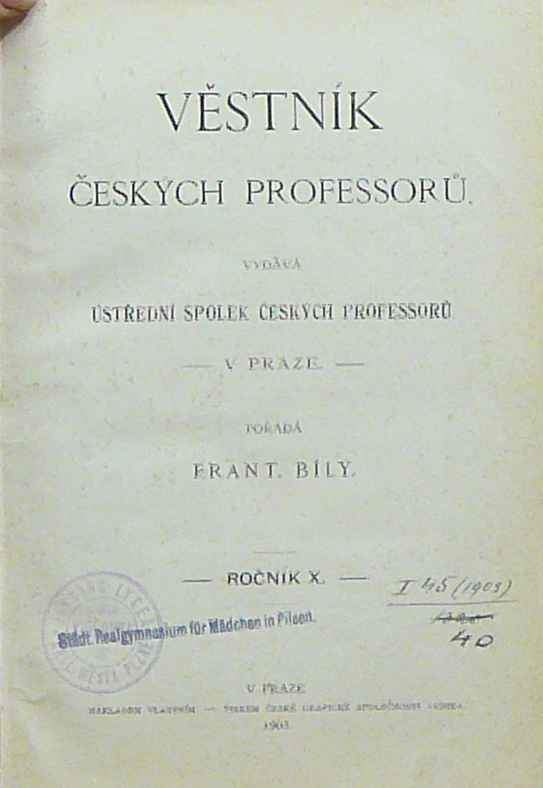 VĚSTNÍK
ČESKÝCH PROFESSORŮ.
VYDÁVÁ
ÚSTŘEDNÍ SPOLEK ČESKÝCH PROFESSORŮ
— V PRAZE. —
POŘÁDÁ
FRANT. BÍLÝ.
— ROČNÍK X. —
I 45 (1903)
40
Städt. Realgymnasium für Mädchen in Pilsen.
V PRAZE
NÁKLADEM VLASTNÍM — TISKEM ČESKÉ GRAFICKÉ SPOLEČNOSTI
1903.